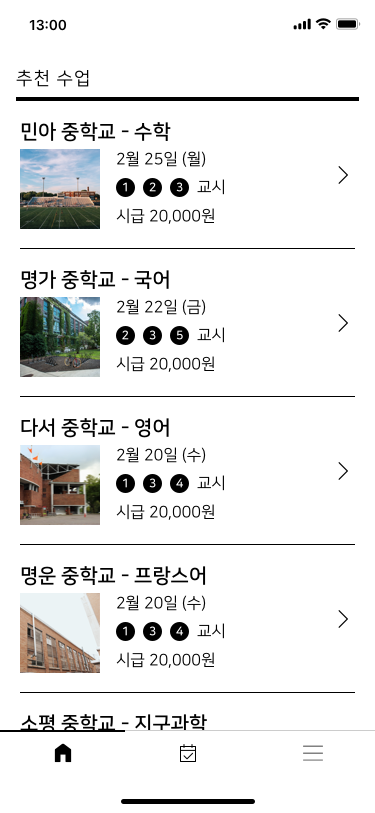 13:00
추천 수업
민아 중학교 - 수학
2월 25일 (월)
1 2 3 교시
시급 20,000원
명가 중학교 - 국어
2월 22일 (금)
2 3 5 교시
시급 20,000원
다서 중학교 - 영어
2월 20일 (수)
1 3 4 교시
시급 20,000원
명운 중학교 - 프랑스어
2월 20일 (수)
1 3 4 교시
시급 20,000원
소평 중학교 - 지구과학